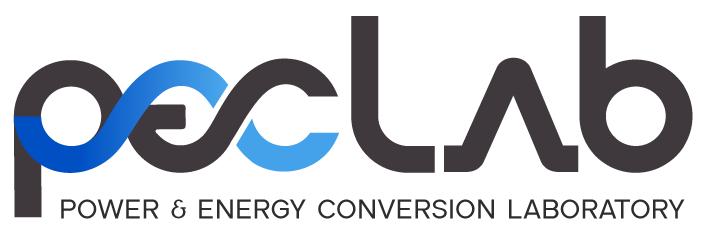 pecLab
POWER & ENERGY CONVERSION LABORATORY